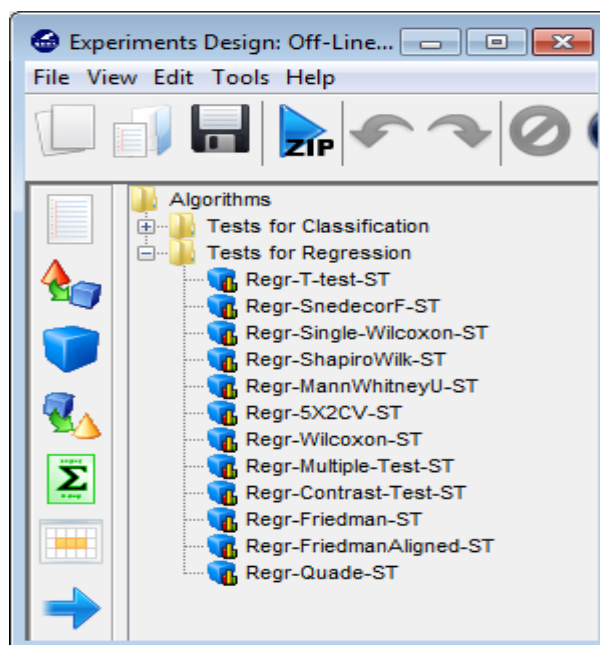 Experiments Design: Off-Line...
File View Edit Tools Help
ZIP
Algorithms
Tests for Classification
Tests for Regression
Regr-T-test-ST
Regr-SnedecorF-ST
Regr-Single-Wilcoxon-ST
Regr-ShapiroWilk-ST
Regr-MannWhitneyU-ST
Regr-5X2CV-ST
Regr-Wilcoxon-ST
Regr-Multiple-Test-ST
Regr-Contrast-Test-ST
Regr-Friedman-ST
Regr-FriedmanAligned-ST
Regr-Quade-ST
Σ